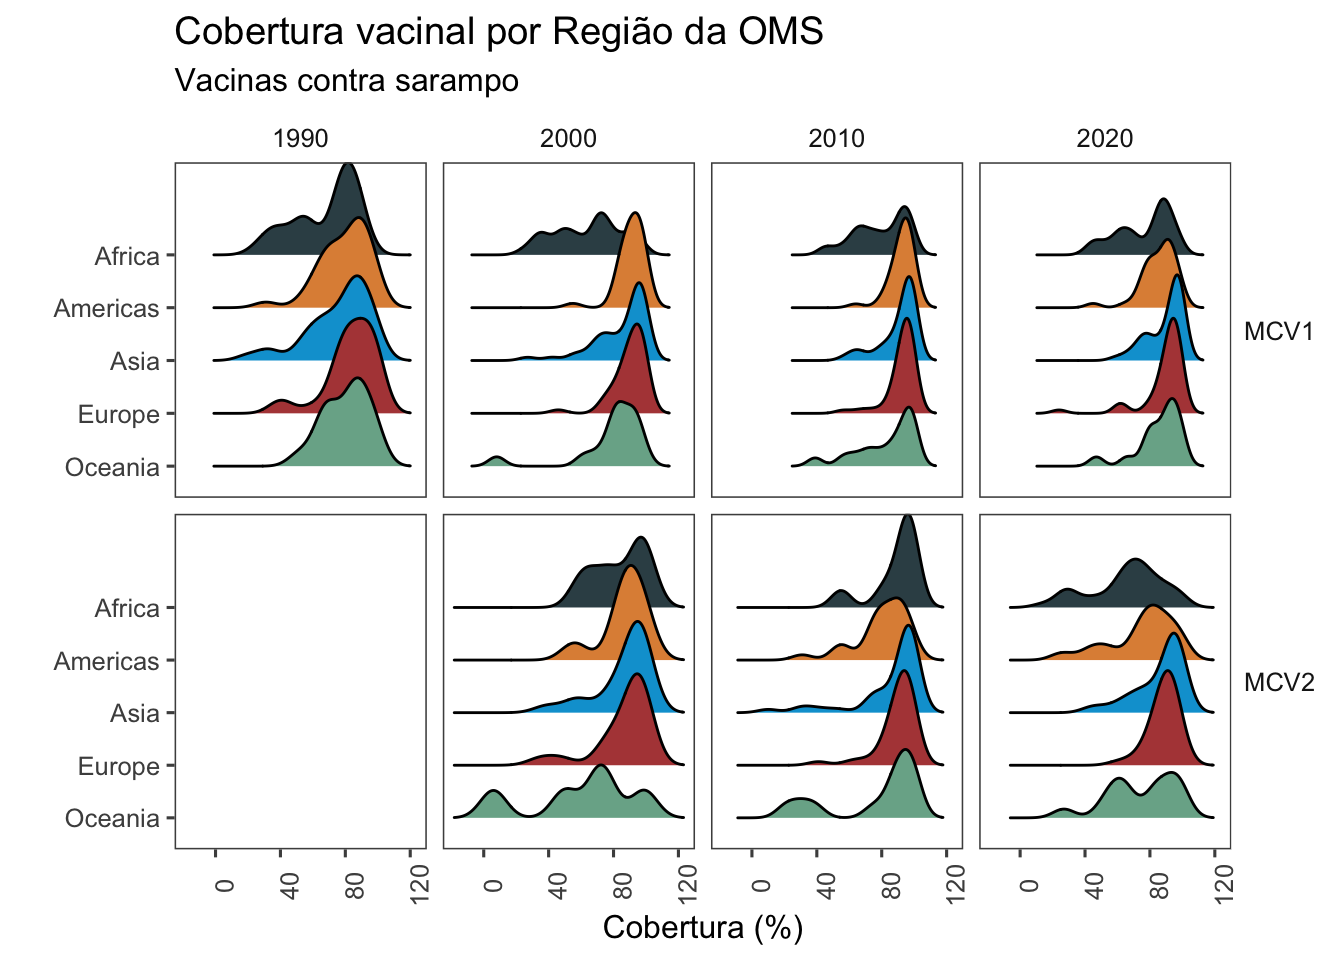 Cobertura vacinal por Região da OMS
Vacinas contra sarampo
1990 2000 2010 2020
Africa
Americas
Asia
Europe
Oceania
MCV1
Africa
Americas
Asia
Europe
Oceania
MCV2
0 40 80 120 0 40 80 120 0 40 80 120 0 40 80 120
Cobertura (%)